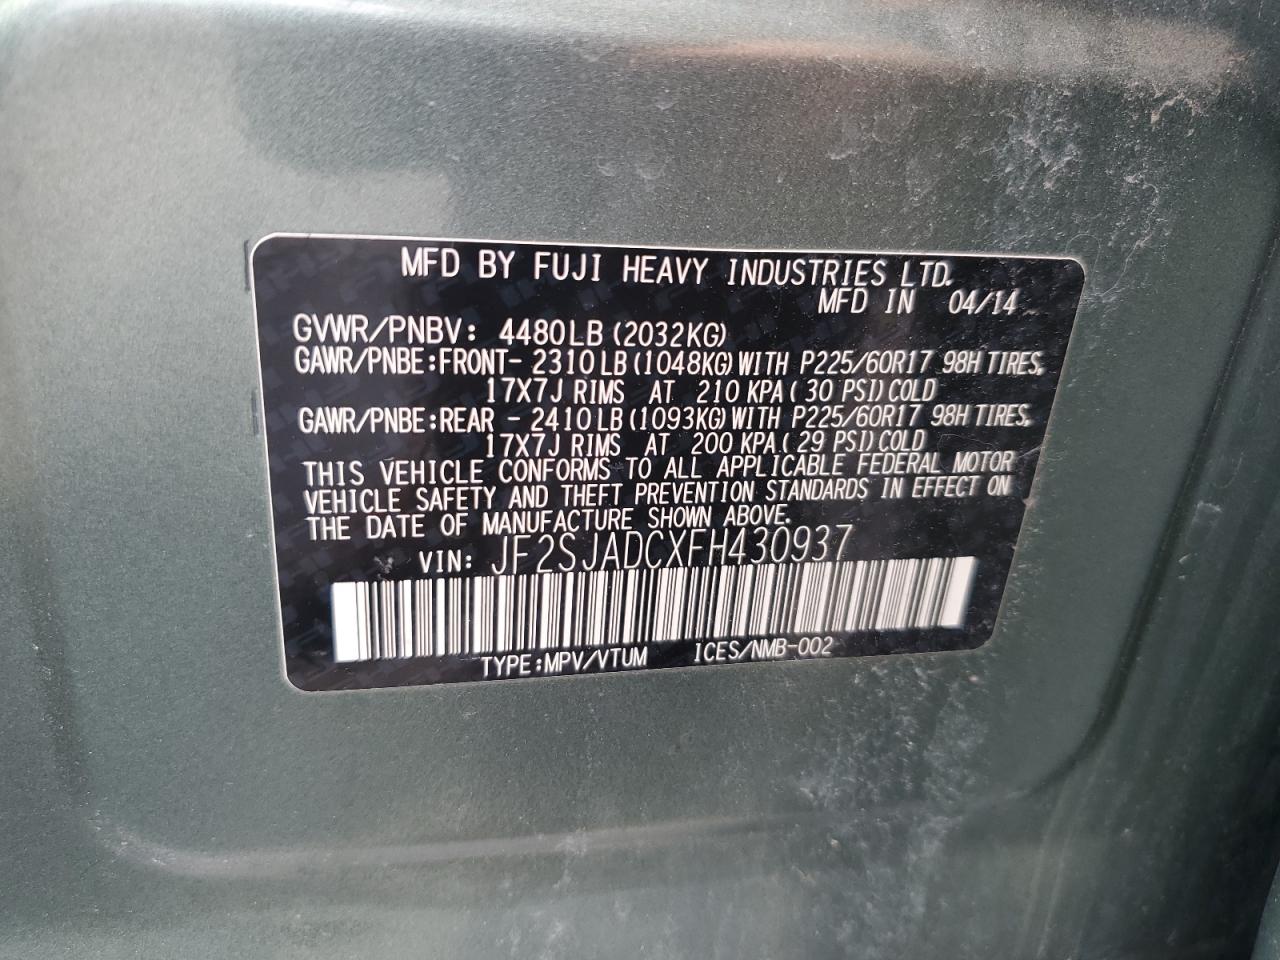 MFD BY FUJI HEAVY INDUSTRIES LTD.
MFD IN 04/14
GVWR/PNBV: 4480LB (2032KG)
GAWR/PNBE:FRONT- 2310LB (1048KG) WITH P225/60R17 98H TIRES,
17X7J RIMS AT 210 KPA ( 30 PSI) COLD
GAWR/PNBE:REAR - 2410LB (1093KG) WITH P225/60R17 98H TIRES,
17X7J RIMS AT 200 KPA ( 29 PSI) COLD
THIS VEHICLE CONFORMS TO ALL APPLICABLE FEDERAL MOTOR
VEHICLE SAFETY AND THEFT PREVENTION STANDARDS IN EFFECT ON
THE DATE OF MANUFACTURE SHOWN ABOVE.
VIN: JF2SJADCXFH430937
TYPE:MPV/VTUM ICES/NMB-002